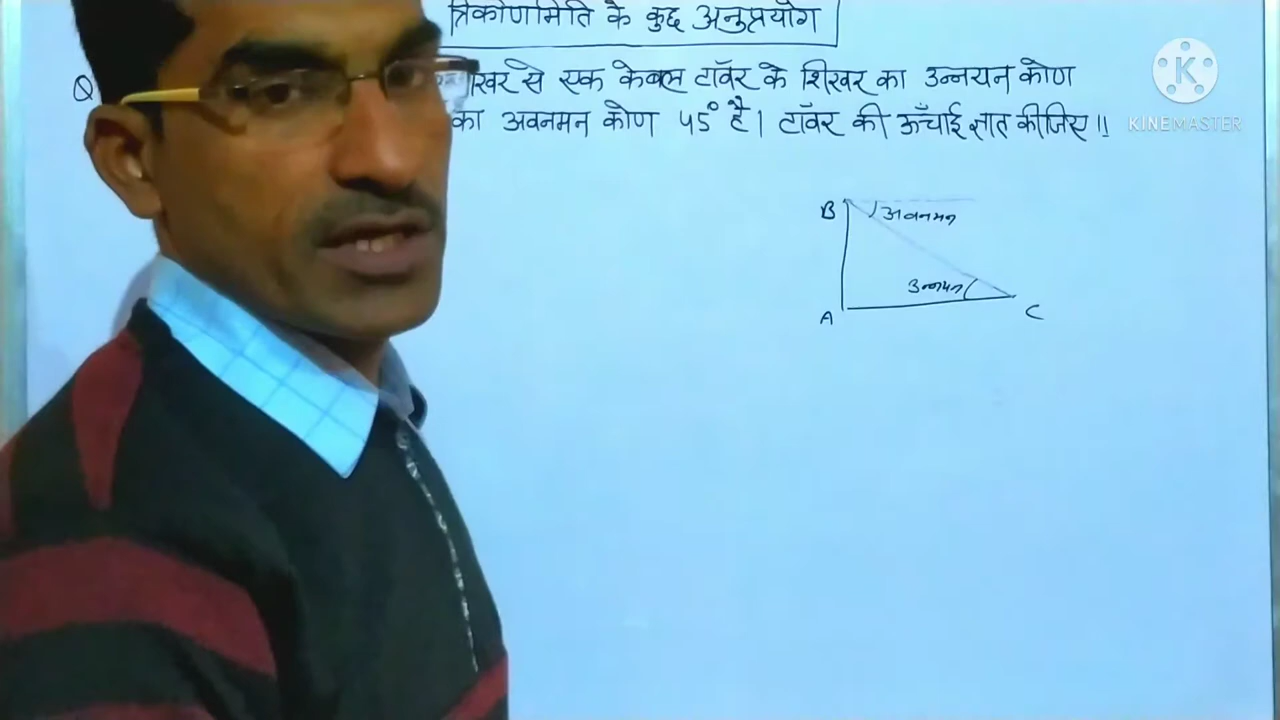 त्रिकोणमिति के कुछ अनुप्रयोग
Q शिखर से एक केबल टॉवर के शिखर का उन्नयन कोण
का अवनमन कोण 45° है। टॉवर की ऊँचाई ज्ञात कीजिए॥
K
KINEMASTER
B अवनमन
उन्नयन
A C